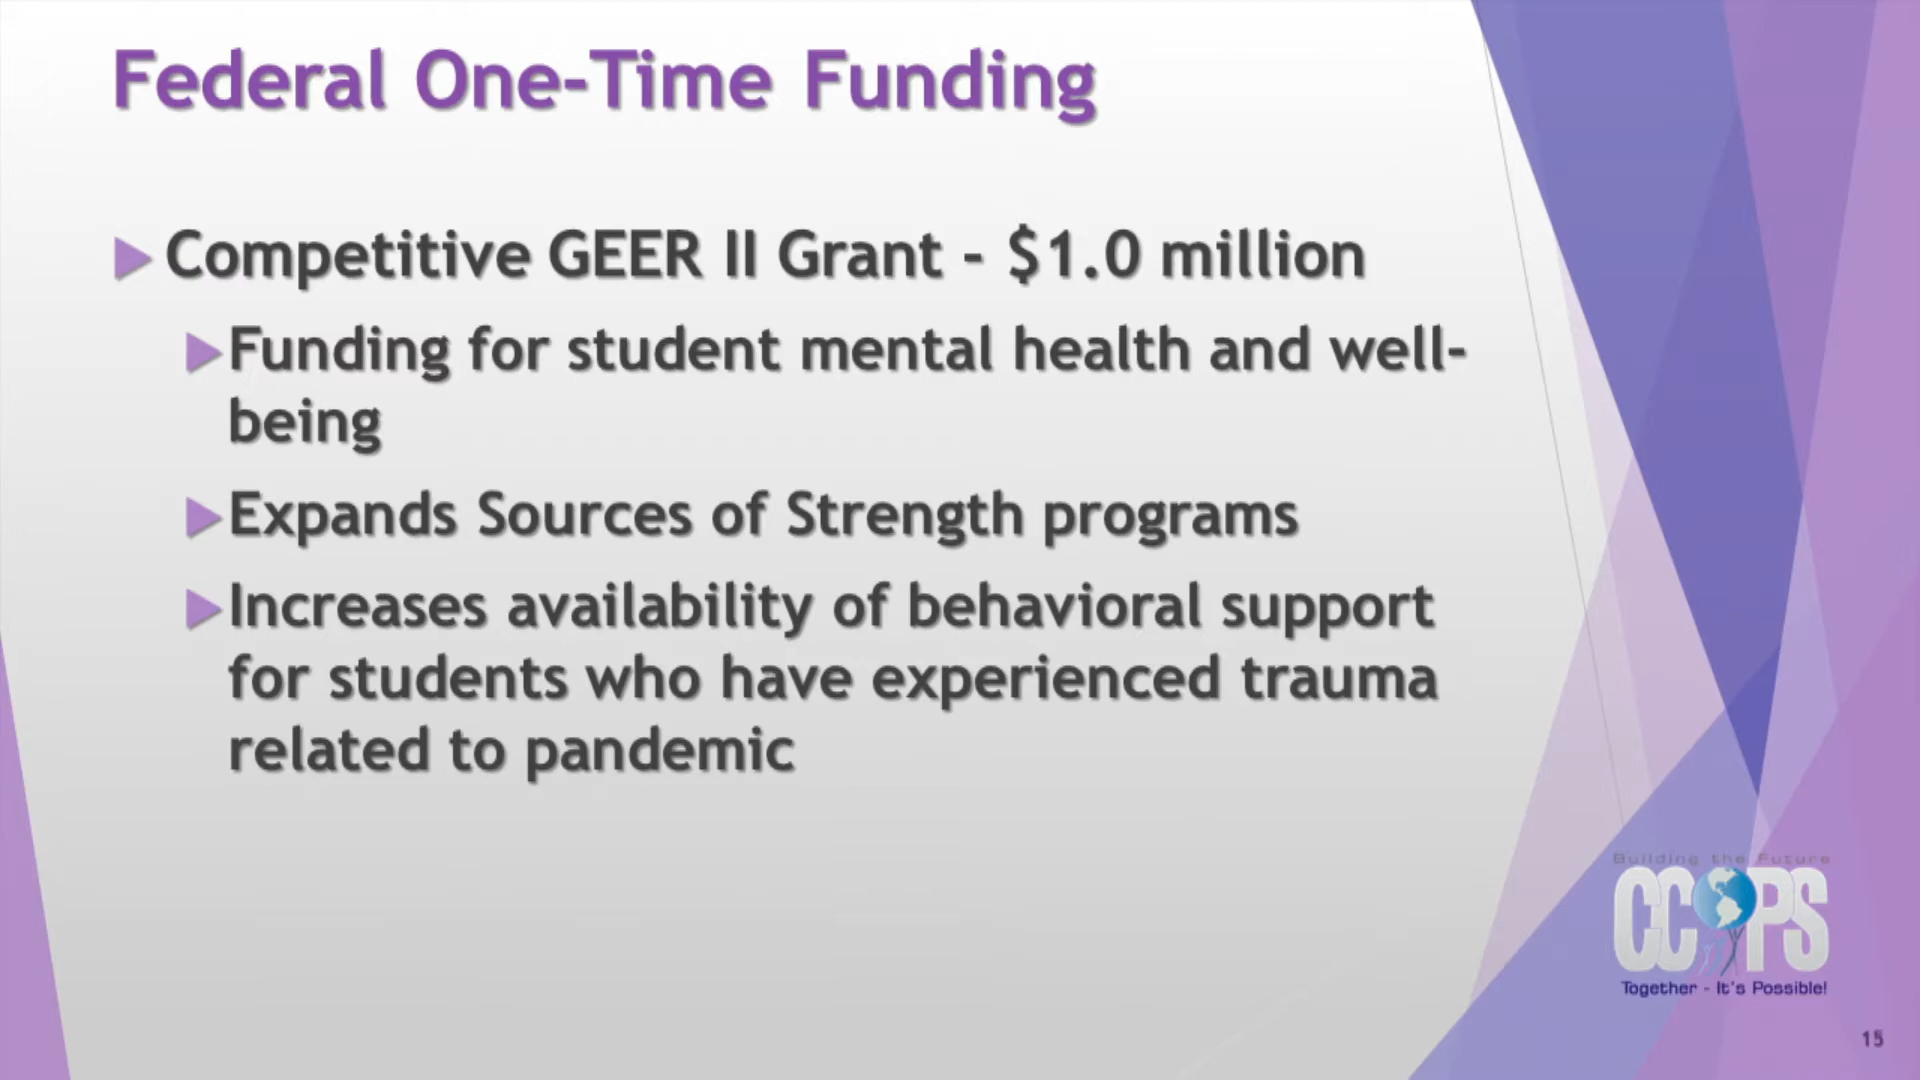 Federal One-Time Funding
Competitive GEER II Grant - $1.0 million
Funding for student mental health and well-
being
Expands Sources of Strength programs
Increases availability of behavioral support
for students who have experienced trauma
related to pandemic
Building the Future
CCPS
Together - It's Possible!
15